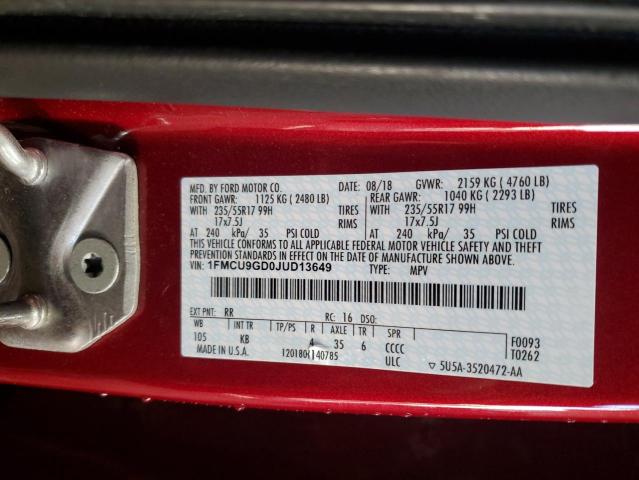 MFD. BY FORD MOTOR CO. DATE: 08/18 GVWR: 2159 KG ( 4760 LB)
FRONT GAWR: 1125 KG ( 2480 LB) REAR GAWR: 1040 KG ( 2293 LB)
WITH 235/55R17 99H TIRES WITH 235/55R17 99H TIRES
17x7.5J RIMS 17x7.5J RIMS
AT 240 kPa/ 35 PSI COLD AT 240 kPa/ 35 PSI COLD
THIS VEHICLE CONFORMS TO ALL APPLICABLE FEDERAL MOTOR VEHICLE SAFETY AND THEFT
PREVENTION STANDARDS IN EFFECT ON THE DATE OF MANUFACTURE SHOWN ABOVE.
VIN: 1FMCU9GD0JUD13649 TYPE: MPV
EXT PNT: RR RC: 16 DSO:
WB INT TR TP/PS R AXLE TR SPR F0093
105 KB 4 35 6 CCCC T0262
MADE IN U.S.A. ULC ▽ 5U5A-3520472-AA